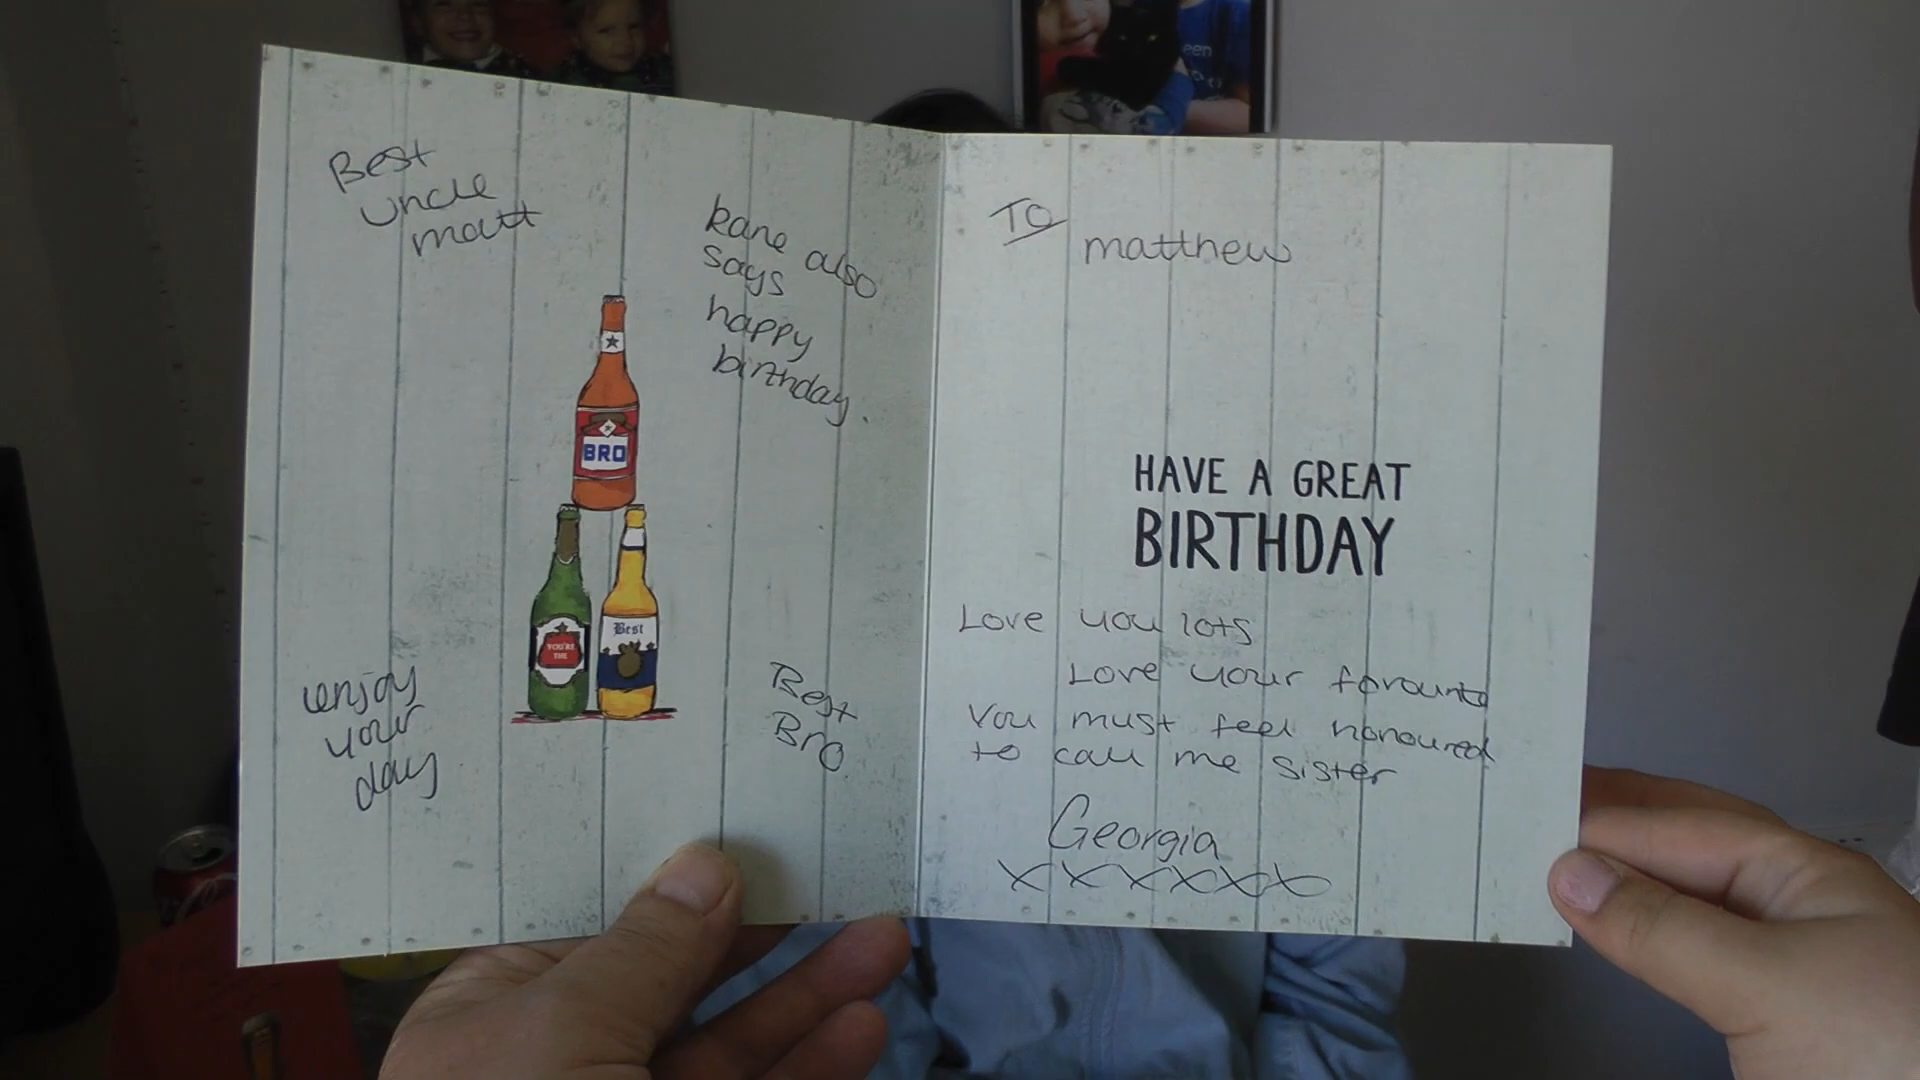 Best
uncle
matt
kane also
says
happy
birthday.
BRO
YOU'RE
THE
Best
enjoy
your
day
Best
Bro
TO
matthew
HAVE A GREAT
BIRTHDAY
Love you lots
Love your favourite
You must feel honoured
to call me sister
Georgia
xxxxxx
een